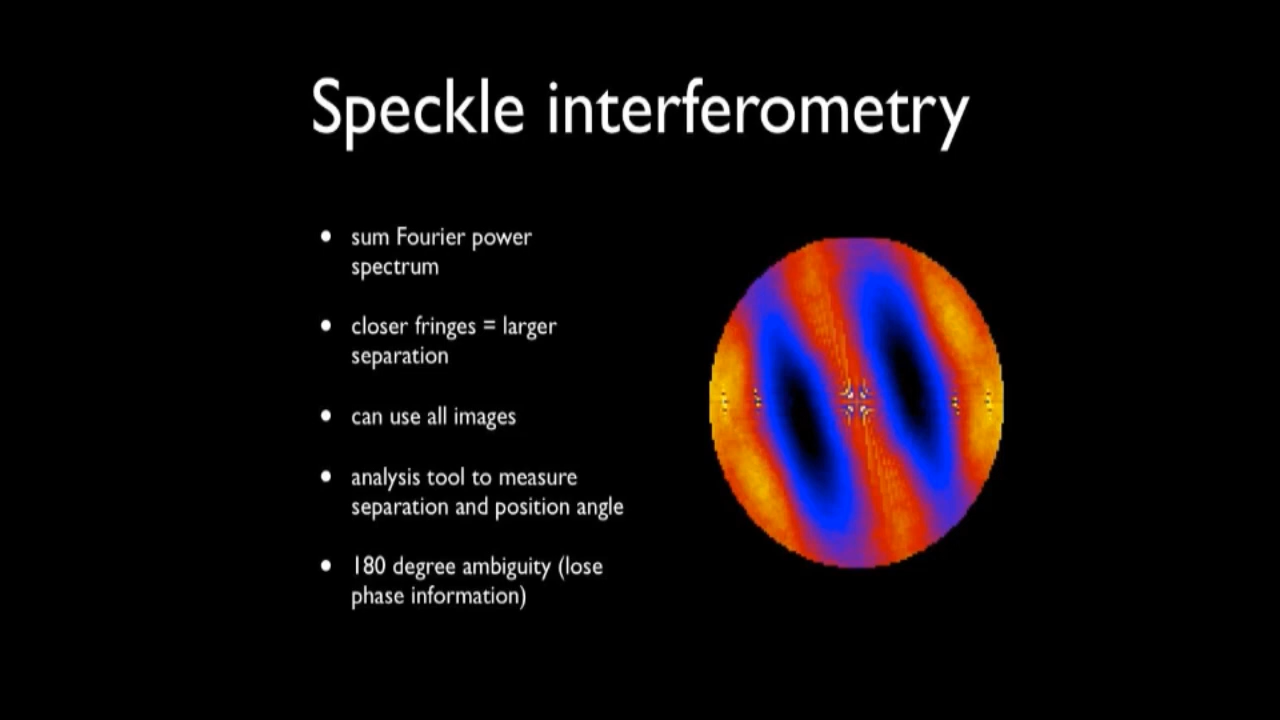 Speckle interferometry
• sum Fourier power
spectrum
• closer fringes = larger
separation
• can use all images
• analysis tool to measure
separation and position angle
• 180 degree ambiguity (lose
phase information)